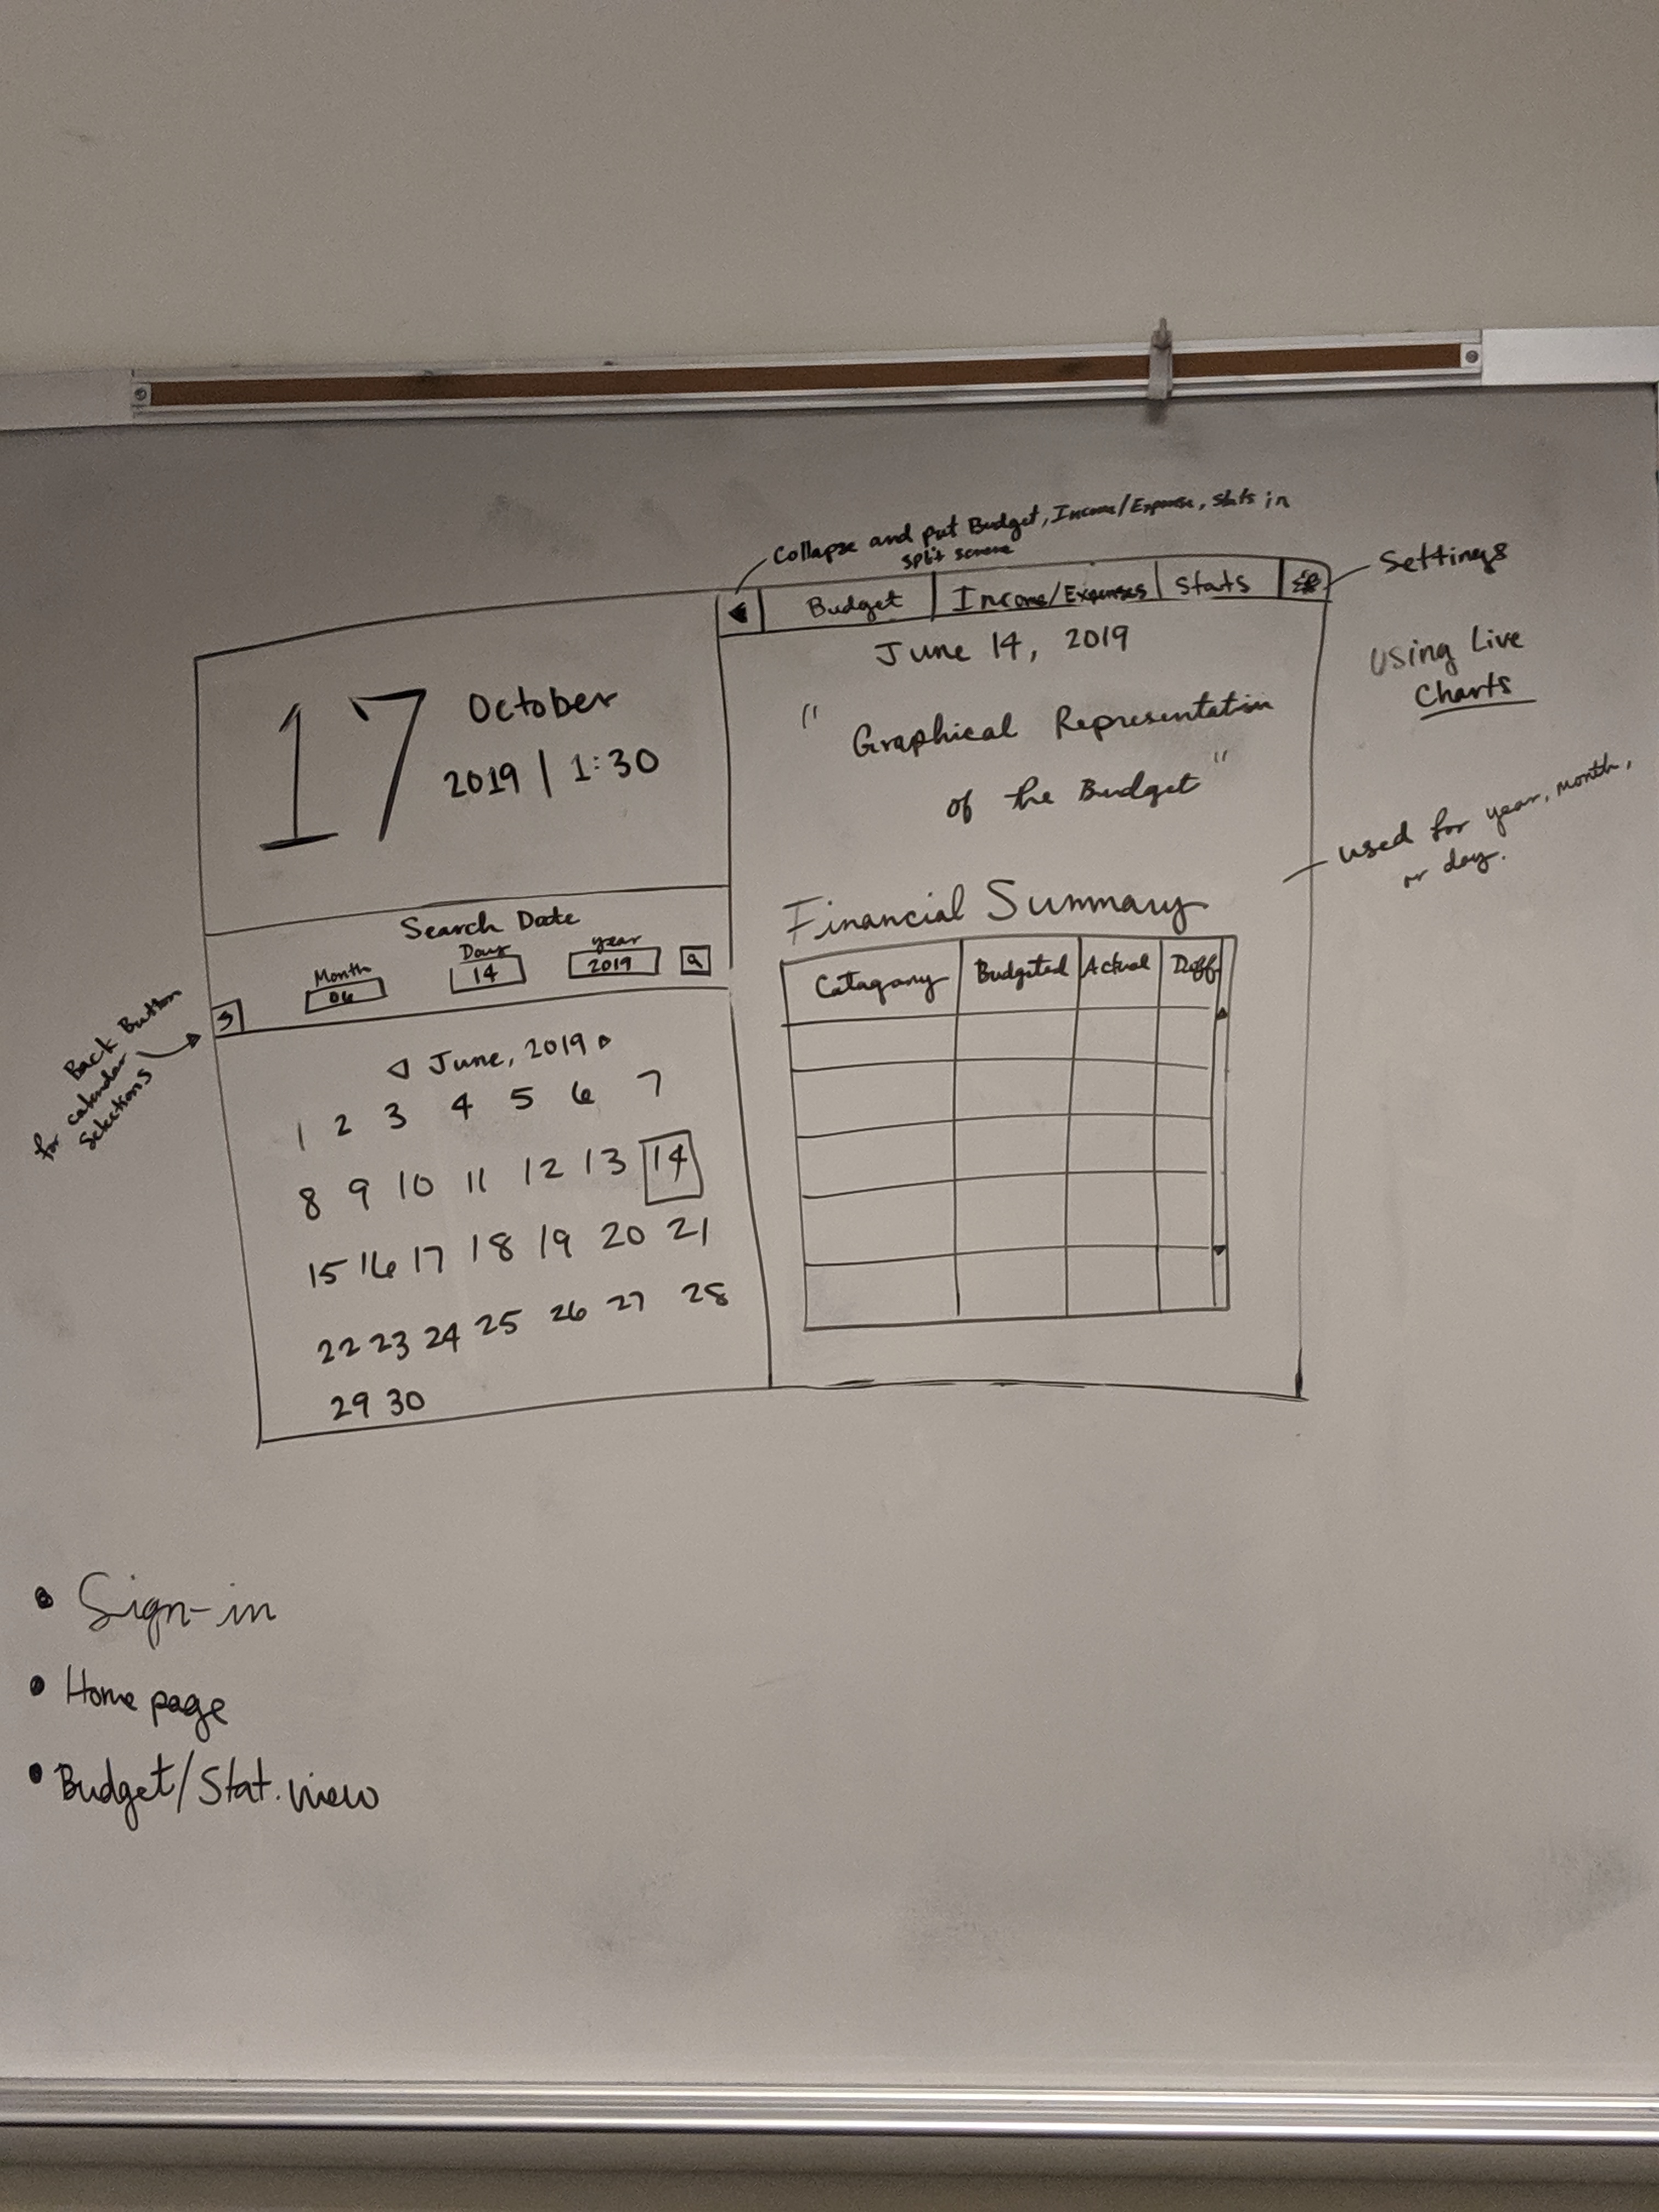 Collapse and put Budget, Income/Expense, Stats in
split screne
Budget
Income/Expenses
Stats
Settings
June 14, 2019
Using Live
Charts
" Graphical Representation
of the Budget "
used for year, month,
or day.
17
October
2019 | 1:30
Search Date
Month
Day
year
06
14
2019
Back Button
for calendar
Selections
June, 2019
1 2 3 4 5 6 7
8 9 10 11 12 13 14
15 16 17 18 19 20 21
22 23 24 25 26 27 28
29 30
Financial Summary
Catagory
Budgeted
Actual
Diff.
• Sign-in
• Home page
• Budget/Stat. view